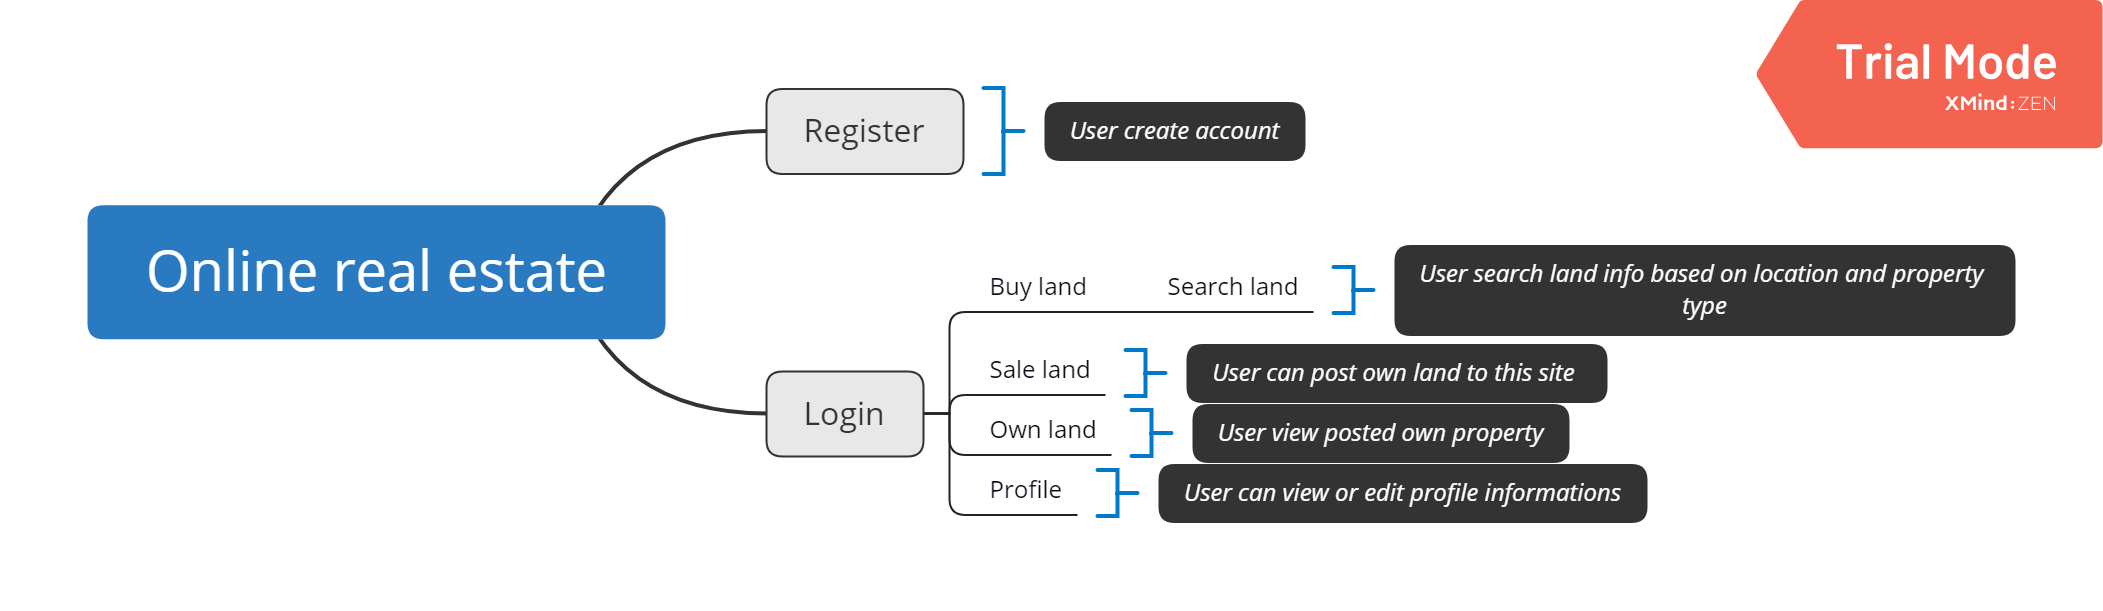 Trial Mode
XMind:ZEN
Register
User create account
Online real estate
Buy land
Search land
User search land info based on location and property
type
Sale land
User can post own land to this site
Login
Own land
User view posted own property
Profile
User can view or edit profile informations